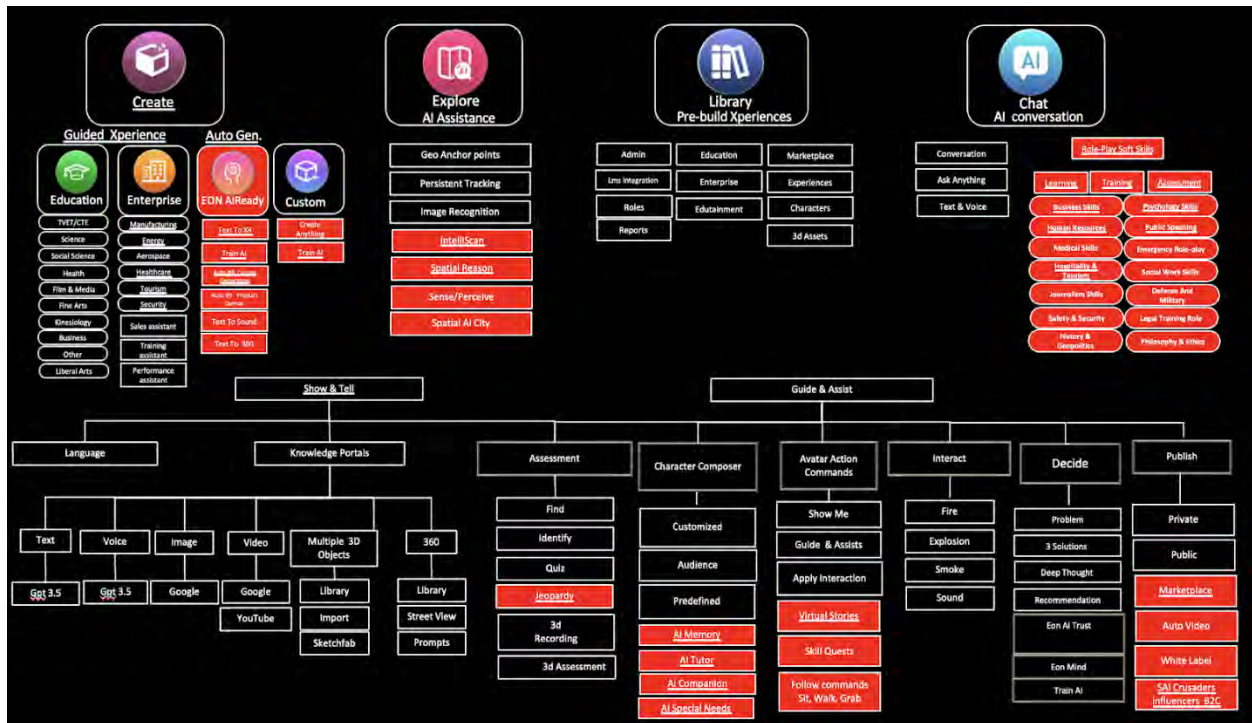 Create
Explore
AI Assistance
Library
Pre-build Xperiences
AI
Chat
AI conversation
Guided Xperience
Auto Gen.
Education
Enterprise
EON AIReady
Custom
TVET/CTE
Science
Social Science
Health
Film & Media
Fine Arts
Kinesiology
Business
Other
Liberal Arts
Manufacturing
Energy
Aerospace
Healthcare
Tourism
Security
Sales assistant
Training
assistant
Performance
assistant
Text To XR
Train AI
Text To Sound
Text To 360
Create
Anything
Train AI
Geo Anchor points
Persistent Tracking
Image Recognition
IntelliScan
Spatial Reason
Sense/Perceive
Spatial AI City
Admin
Lms Integration
Roles
Reports
Education
Enterprise
Edutainment
Marketplace
Experiences
Characters
3d Assets
Conversation
Ask Anything
Text & Voice
Role-Play Soft Skills
Learning
Training
Assessment
Business Skills
Psychology Skills
Human Resources
Public Speaking
Medical Skills
Emergency Role-play
Hospitality &
Tourism
Social Work Skills
Journalism Skills
Defense And
Military
Safety & Security
Legal Training Role
History &
Geopolitics
Philosophy & Ethics
Show & Tell
Guide & Assist
Language
Knowledge Portals
Assessment
Character Composer
Avatar Action
Commands
Interact
Decide
Publish
Text
Voice
Image
Video
Multiple 3D
Objects
360
Gpt 3.5
Gpt 3.5
Google
Google
YouTube
Library
Import
Sketchfab
Library
Street View
Prompts
Find
Identify
Quiz
Jeopardy
3d
Recording
3d Assessment
Customized
Audience
Predefined
AI Memory
AI Tutor
Ai Companion
AI Special Needs
Show Me
Guide & Assists
Apply Interaction
Virtual Stories
Skill Quests
Follow commands
Sit, Walk, Grab
Fire
Explosion
Smoke
Sound
Problem
3 Solutions
Deep Thought
Recommendation
Eon AI Trust
Eon Mind
Train Ai
Private
Public
Marketplace
Auto Video
White Label
SAI Crusaders
Influencers B2C